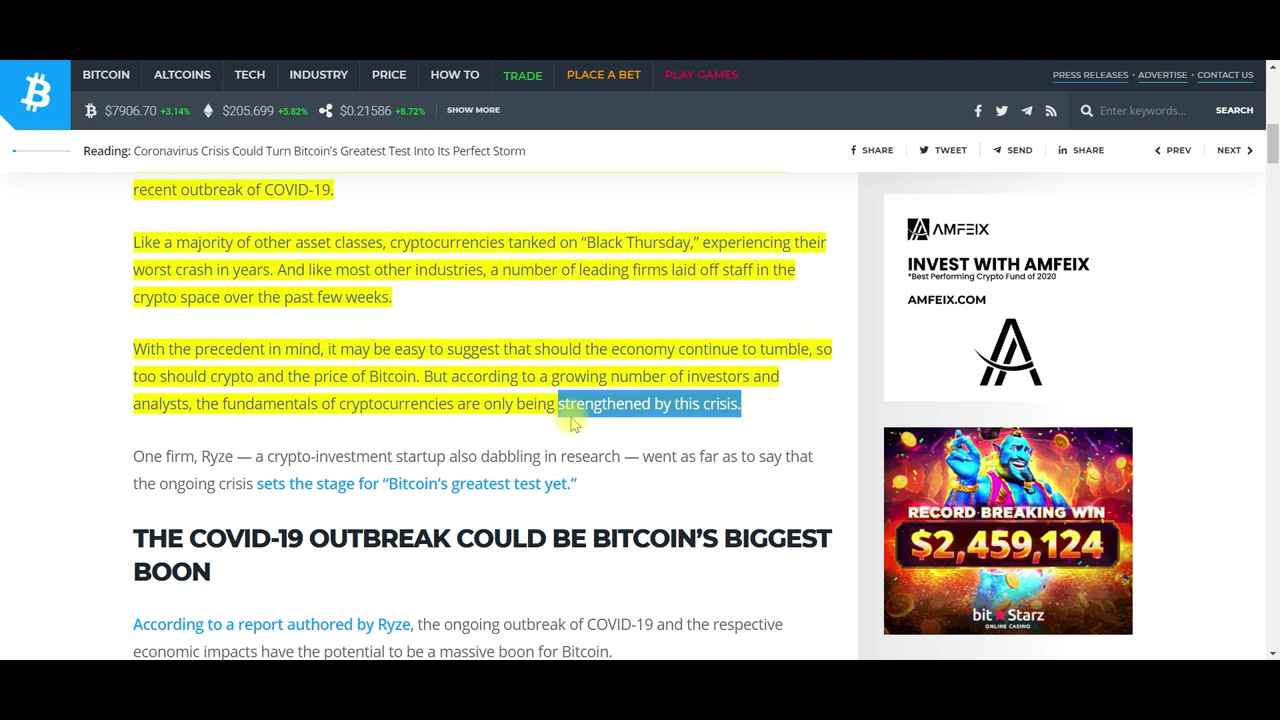 BITCOIN ALTCOINS TECH INDUSTRY PRICE HOW TO TRADE PLACE A BET PLAY GAMES PRESS RELEASES • ADVERTISE • CONTACT US
$7906.70 +3.14% $205.699 +5.82% $0.21586 +8.72% SHOW MORE Enter keywords... SEARCH
Reading: Coronavirus Crisis Could Turn Bitcoin’s Greatest Test Into Its Perfect Storm SHARE TWEET SEND SHARE PREV NEXT
recent outbreak of COVID-19.
Like a majority of other asset classes, cryptocurrencies tanked on “Black Thursday,” experiencing their
worst crash in years. And like most other industries, a number of leading firms laid off staff in the
crypto space over the past few weeks.
With the precedent in mind, it may be easy to suggest that should the economy continue to tumble, so
too should crypto and the price of Bitcoin. But according to a growing number of investors and
analysts, the fundamentals of cryptocurrencies are only being strengthened by this crisis.
One firm, Ryze — a crypto-investment startup also dabbling in research — went as far as to say that
the ongoing crisis sets the stage for “Bitcoin’s greatest test yet.”
THE COVID-19 OUTBREAK COULD BE BITCOIN’S BIGGEST
BOON
According to a report authored by Ryze, the ongoing outbreak of COVID-19 and the respective
economic impacts have the potential to be a massive boon for Bitcoin.
AMFEIX
INVEST WITH AMFEIX
*Best Performing Crypto Fund of 2020
AMFEIX.COM
RECORD BREAKING WIN
$2,459,124
bit Starz
ONLINE CASINO